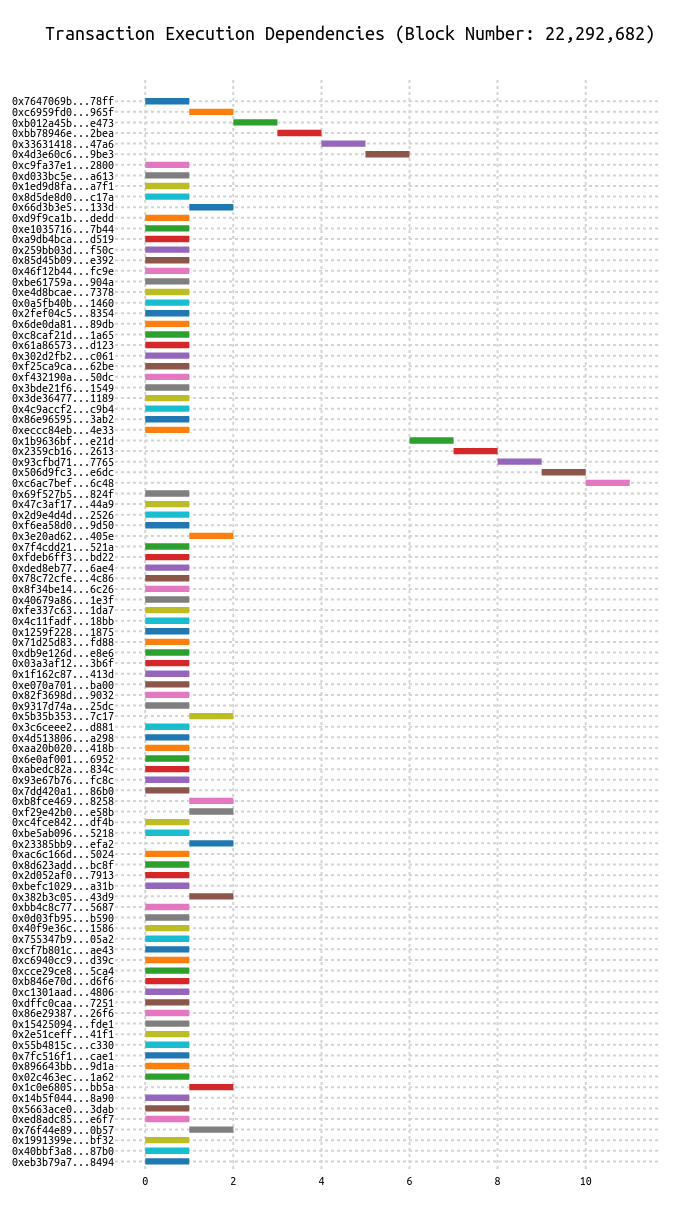 Transaction Execution Dependencies (Block Number: 22,292,682)
0x7647069b...78ff
0xc6959fd0...965f
0xb012a45b...e473
0xbb78946e...2bea
0x33631418...47a6
0x4d3e60c6...9be3
0xc9fa37e1...2800
0xd033bc5e...a613
0x1ed9d8fa...a7f1
0x8d5de8d0...c17a
0x66d3b3e5...133d
0xd9f9ca1b...dedd
0xe1035716...7b44
0xa9db4bca...d519
0x259bb03d...f50c
0x85d45b09...e392
0x46f12b44...fc9e
0xbe61759a...904a
0xe4d8bcae...7378
0x0a5fb40b...1460
0x2fef04c5...8354
0x6de0da81...89db
0xc8caf21d...1a65
0x61a86573...d123
0x302d2fb2...c061
0xf25ca9ca...62be
0xf432190a...50dc
0x3bde21f6...1549
0x3de36477...1189
0x4c9accf2...c9b4
0x86e96595...3ab2
0xeccc84eb...4e33
0x1b9636bf...e21d
0x2359cb16...2613
0x93cfbd71...7765
0x506d9fc3...e6dc
0xc6ac7bef...6c48
0x69f527b5...824f
0x47c3af17...44a9
0x2d9e4d4d...2526
0xf6ea58d0...9d50
0x3e20ad62...405e
0x7f4cdd21...521a
0xfdeb6ff3...bd22
0xded8eb77...6ae4
0x78c72cfe...4c86
0x8f34be14...6c26
0x40679a86...1e3f
0xfe337c63...1da7
0x4c11fadf...18bb
0x1259f228...1875
0x71d25d83...fd88
0xdb9e126d...e8e6
0x03a3af12...3b6f
0x1f162c87...413d
0xe070a701...ba00
0x82f3698d...9032
0x9317d74a...25dc
0x5b35b353...7c17
0x3c6ceee2...d881
0x4d513806...a298
0xaa20b020...418b
0x6e0af001...6952
0xabedc82a...834c
0x93e67b76...fc8c
0x7dd420a1...86b0
0xb8fce469...8258
0xf29e42b0...e58b
0xc4fce842...df4b
0xbe5ab096...5218
0x23385bb9...efa2
0xac6c166d...5024
0x8d623add...bc8f
0x2d052af0...7913
0xbefc1029...a31b
0x382b3c05...43d9
0xbb4c8c77...5687
0x0d03fb95...b590
0x40f9e36c...1586
0x755347b9...05a2
0xcf7b801c...ae43
0xc6940cc9...d39c
0xcce29ce8...5ca4
0xb846e70d...d6f6
0xc1301aad...4806
0xdffc0caa...7251
0x86e29387...26f6
0x15425094...fde1
0x2e51ceff...41f1
0x55b4815c...c330
0x7fc516f1...cae1
0x896643bb...9d1a
0x02c463ec...1a62
0x1c0e6805...bb5a
0x14b5f044...8a90
0x5663ace0...3dab
0xed8adc85...e6f7
0x76f44e89...0b57
0x1991399e...bf32
0x40bbf3a8...87b0
0xeb3b79a7...8494
0 2 4 6 8 10